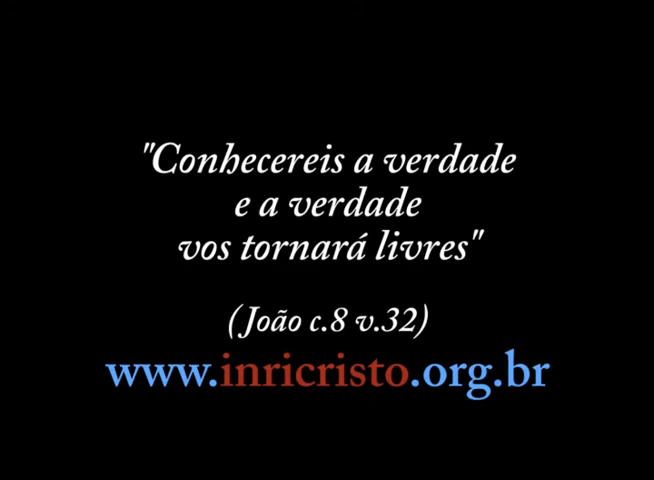 "Conhecereis a verdade
e a verdade
vos tornará livres"
(João c.8 v.32)
www.inricristo.org.br